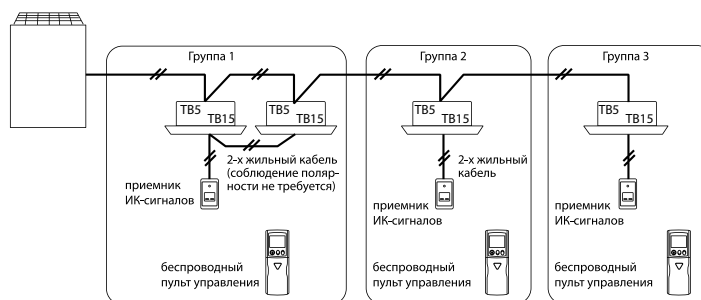 Группа 1
Группа 2
Группа 3
TB5
TB15
TB5
TB15
TB5
TB15
TB5
TB15
2-х жильный кабель
(соблюдение поляр-
ности не требуется)
2-х жильный
кабель
приемник
ИК-сигналов
приемник
ИК-сигналов
приемник
ИК-сигналов
беспроводный
пульт управления
беспроводный
пульт управления
беспроводный
пульт управления